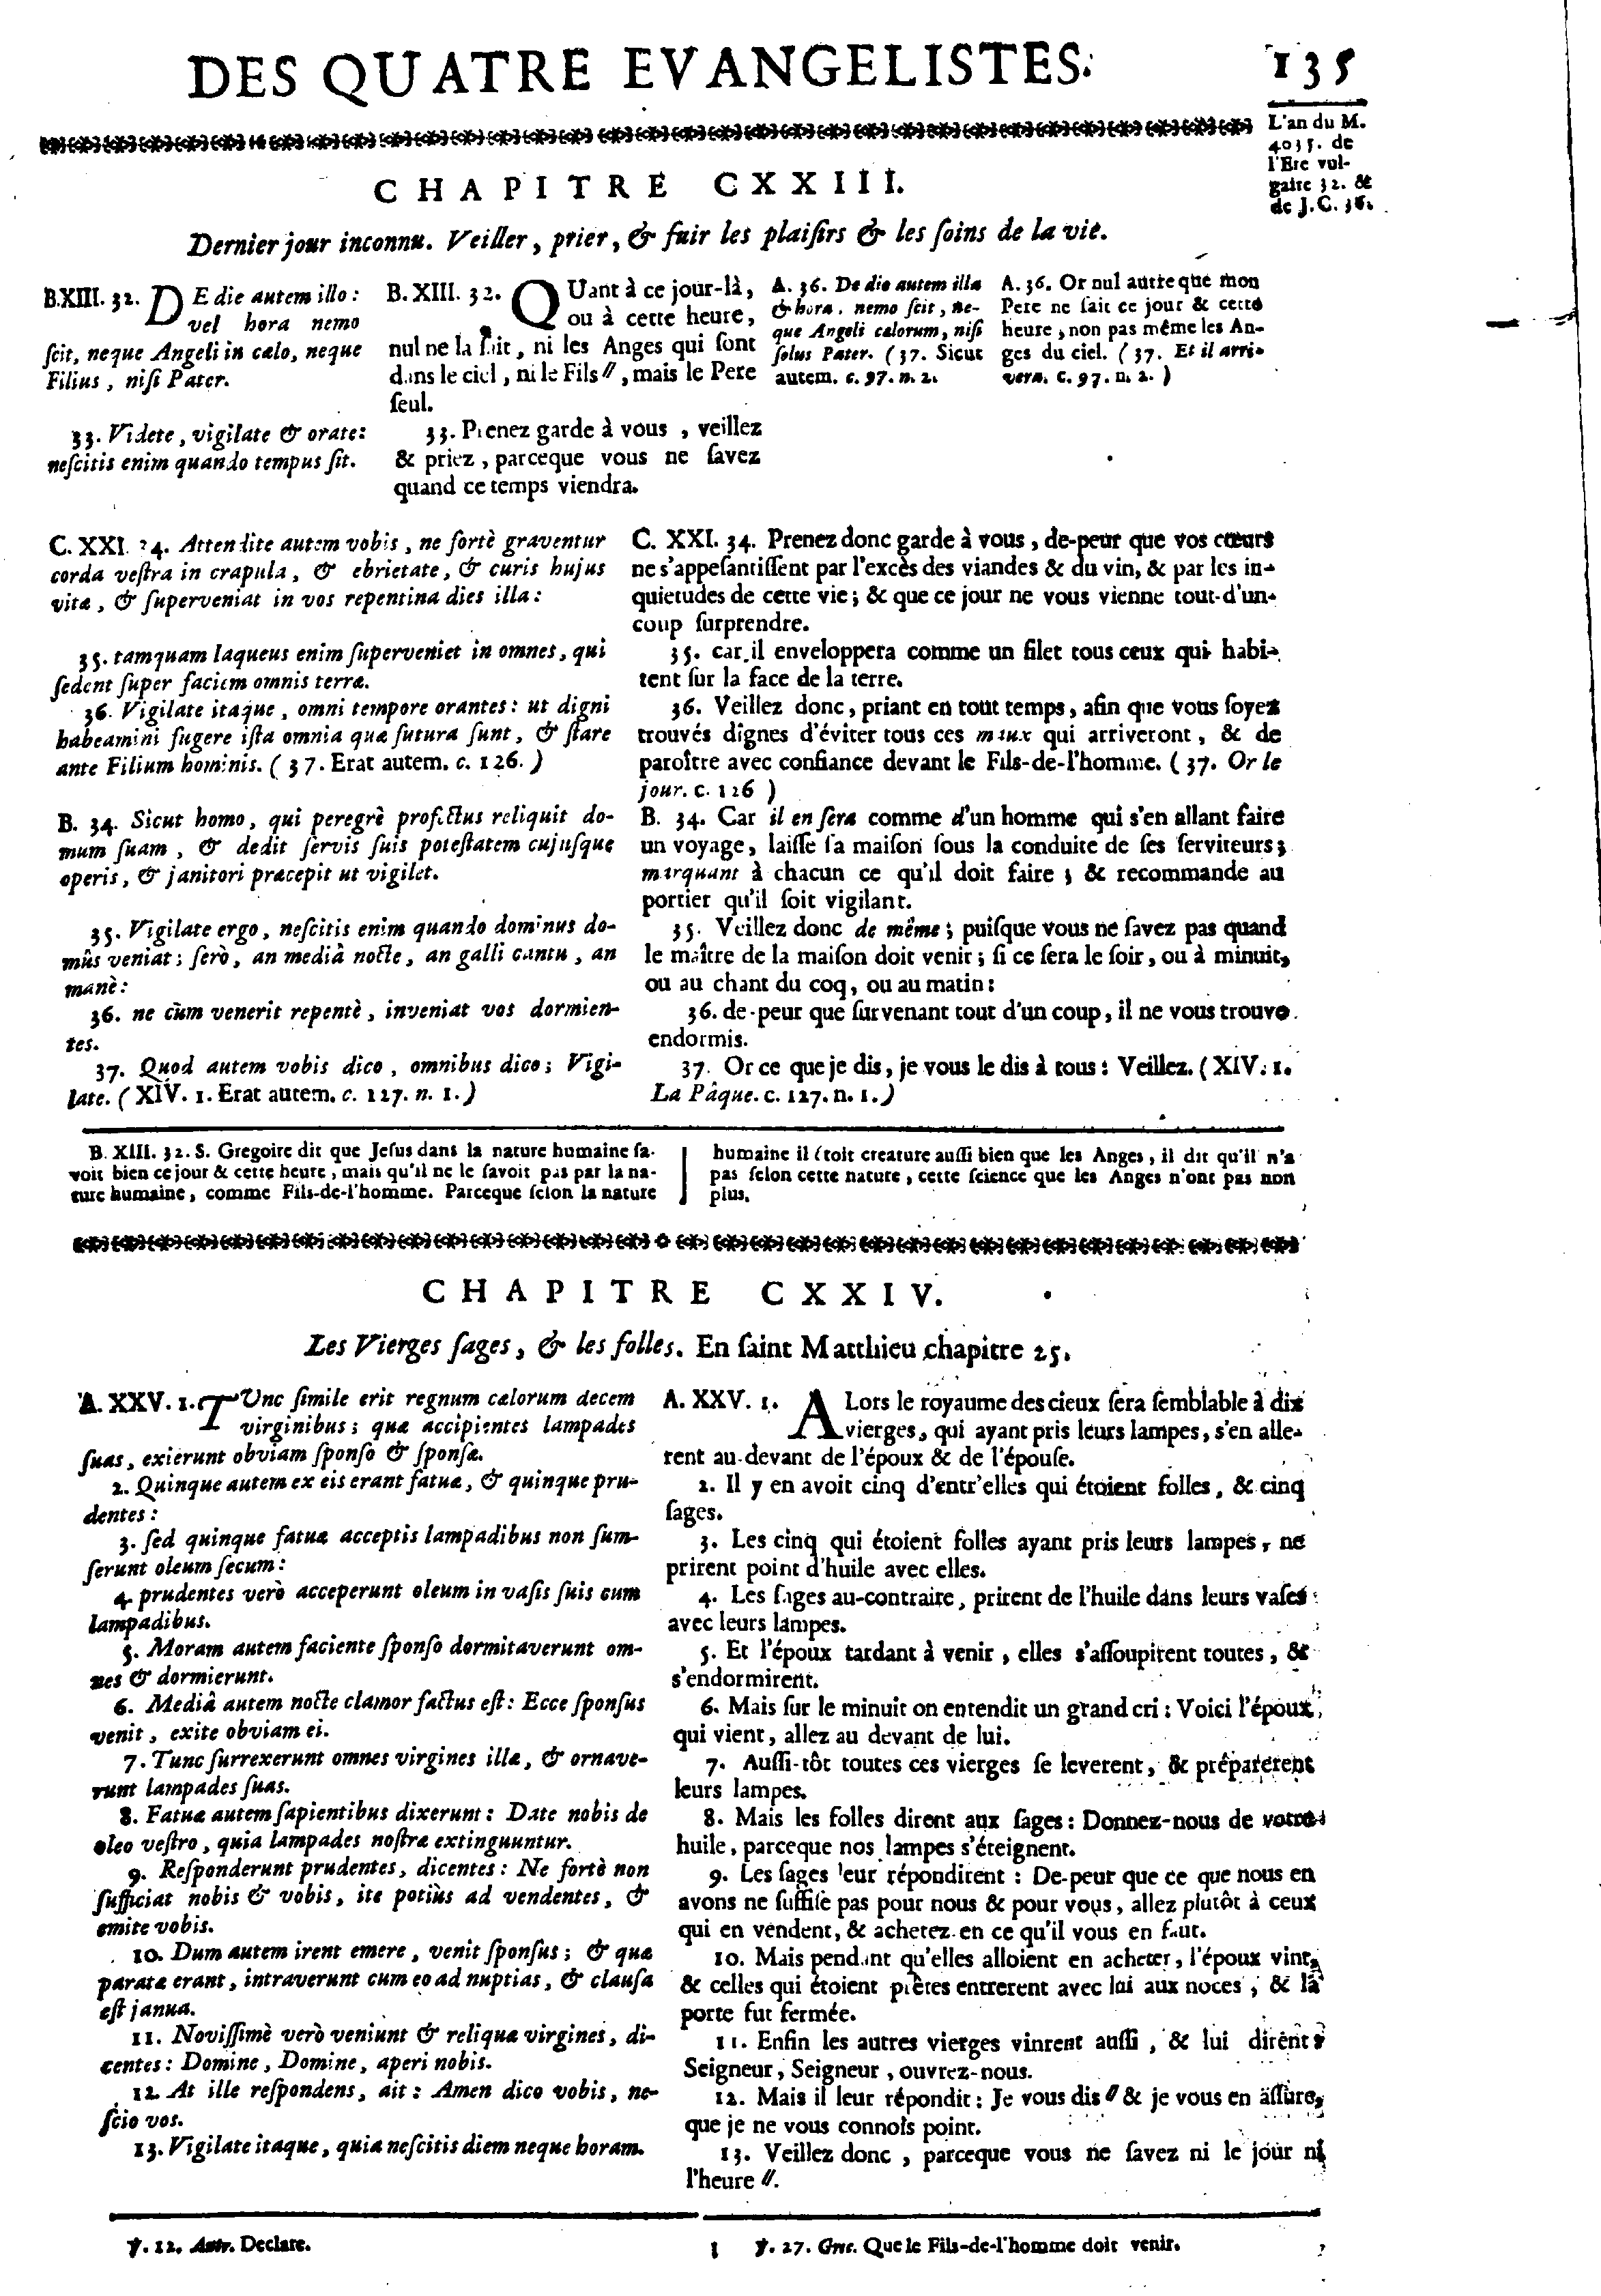 DES QUATRE EVANGELISTES.
135
L'an du M.
4035. de
l'Ere vul-
gaire 32. &
de J.C. 36.
CHAPITRE CXXIII.
Dernier jour inconnu. Veiller, prier, & fuir les plaiſirs & les ſoins de la vie.
B.XIII. 32. DE die autem illo:
vel hora nemo
ſcit, neque Angeli in cælo, neque
Filius, niſi Pater.
33. Videte, vigilate & orate:
neſcitis enim quando tempus ſit.
B. XIII. 32. QUant à ce jour-là,
ou à cette heure,
nul ne la ſait, ni les Anges qui ſont
dans le ciel, ni le Fils //, mais le Pere
ſeul.
33. Prenez garde à vous, veillez
& priez, parceque vous ne ſavez
quand ce temps viendra.
A. 36. De die autem illa
& hora, nemo ſcit, ne-
que Angeli cælorum, niſi
ſolus Pater. (37. Sicut
autem. c. 97. n. 2.
A. 36. Or nul autre que mon
Pere ne ſait ce jour & cette
heure, non pas même les An-
ges du ciel. (37. Et il arri-
vera. c. 97. n. 2. )
C. XXI. 34. Attendite autem vobis, ne fortè graventur
corda veſtra in crapula, & ebrietate, & curis hujus
vitæ, & ſuperveniat in vos repentina dies illa:
35. tamquam laqueus enim ſuperveniet in omnes, qui
ſedent ſuper faciem omnis terræ.
36. Vigilate itaque, omni tempore orantes: ut digni
habeamini fugere iſta omnia quæ futura ſunt, & ſtare
ante Filium hominis. ( 37. Erat autem. c. 126. )
B. 34. Sicut homo, qui peregrè profectus reliquit do-
mum ſuam, & dedit ſervis ſuis poteſtatem cujuſque
operis, & janitori præcepit ut vigilet.
35. Vigilate ergo, neſcitis enim quando dominus do-
mûs veniat; ſerò, an mediâ nocte, an galli cantu, an
manè:
36. ne cùm venerit repentè, inveniat vos dormien-
tes.
37. Quod autem vobis dico, omnibus dico; Vigi-
late. ( XIV. 1. Erat autem. c. 127. n. 1. )
C. XXI. 34. Prenez donc garde à vous, de-peur que vos cœurs
ne s'appeſantiſſent par l'excès des viandes & du vin, & par les in-
quietudes de cette vie; & que ce jour ne vous vienne tout-d'un-
coup ſurprendre.
35. car il enveloppera comme un filet tous ceux qui habi-
tent ſur la face de la terre.
36. Veillez donc, priant en tout temps, afin que vous ſoyez
trouvés dignes d'éviter tous ces maux qui arriveront, & de
paroître avec confiance devant le Fils-de-l'homme. ( 37. Or le
jour. c. 126 )
B. 34. Car il en ſera comme d'un homme qui s'en allant faire
un voyage, laiſſe ſa maiſon ſous la conduite de ſes ſerviteurs;
marquant à chacun ce qu'il doit faire; & recommande au
portier qu'il ſoit vigilant.
35. Veillez donc de même; puiſque vous ne ſavez pas quand
le maître de la maiſon doit venir; ſi ce ſera le ſoir, ou à minuit,
ou au chant du coq, ou au matin:
36. de-peur que ſurvenant tout d'un coup, il ne vous trouve
endormis.
37. Or ce que je dis, je vous le dis à tous: Veillez. ( XIV. 1.
La Pâque. c. 127. n. 1. )
B. XIII. 32. S. Gregoire dit que Jeſus dans la nature humaine ſa-
voit bien ce jour & cette heure, mais qu'il ne le ſavoit pas par la na-
ture humaine, comme Fils-de-l'homme. Parceque ſelon la nature
humaine il étoit creature auſſi bien que les Anges, il dit qu'il n'a
pas ſelon cette nature, cette ſcience que les Anges n'ont pas non
plus.
CHAPITRE CXXIV.
Les Vierges ſages, & les folles. En ſaint Matthieu chapitre 25.
A. XXV. 1. TUnc ſimile erit regnum cælorum decem
virginibus; quæ accipientes lampades
ſuas, exierunt obviam ſponſo & ſponſæ.
2. Quinque autem ex eis erant fatuæ, & quinque pru-
dentes:
3. ſed quinque fatuæ acceptis lampadibus non ſum-
ſerunt oleum ſecum:
4. prudentes verò acceperunt oleum in vaſis ſuis cum
lampadibus.
5. Moram autem faciente ſponſo dormitaverunt om-
nes & dormierunt.
6. Mediâ autem nocte clamor factus eſt: Ecce ſponſus
venit, exite obviam ei.
7. Tunc ſurrexerunt omnes virgines illæ, & ornave-
runt lampades ſuas.
8. Fatuæ autem ſapientibus dixerunt: Date nobis de
oleo veſtro, quia lampades noſtræ extinguuntur.
9. Reſponderunt prudentes, dicentes: Ne fortè non
ſufficiat nobis & vobis, ite potiùs ad vendentes, &
emite vobis.
10. Dum autem irent emere, venit ſponſus; & quæ
paratæ erant, intraverunt cum eo ad nuptias, & clauſa
eſt janua.
11. Noviſſimè verò veniunt & reliquæ virgines, di-
centes: Domine, Domine, aperi nobis.
12. At ille reſpondens, ait: Amen dico vobis, ne-
ſcio vos.
13. Vigilate itaque, quia neſcitis diem neque horam.
A. XXV. 1. ALors le royaume des cieux ſera ſemblable à dix
vierges, qui ayant pris leurs lampes, s'en alle-
rent au-devant de l'époux & de l'épouſe.
2. Il y en avoit cinq d'entr'elles qui étoient folles, & cinq
ſages.
3. Les cinq qui étoient folles ayant pris leurs lampes, ne
prirent point d'huile avec elles.
4. Les ſages au-contraire, prirent de l'huile dans leurs vaſes
avec leurs lampes.
5. Et l'époux tardant à venir, elles s'aſſoupirent toutes, &
s'endormirent.
6. Mais ſur le minuit on entendit un grand cri: Voici l'époux
qui vient, allez au devant de lui.
7. Auſſi-tôt toutes ces vierges ſe leverent, & préparerent
leurs lampes.
8. Mais les folles dirent aux ſages: Donnez-nous de votre
huile, parceque nos lampes s'éteignent.
9. Les ſages leur répondirent: De-peur que ce que nous en
avons ne ſuffiſe pas pour nous & pour vous, allez plutôt à ceux
qui en vendent, & achetez en ce qu'il vous en faut.
10. Mais pendant qu'elles alloient en acheter, l'époux vint,
& celles qui étoient prêtes entrerent avec lui aux noces, & la
porte fut fermée.
11. Enfin les autres vierges vinrent auſſi, & lui dirent:
Seigneur, Seigneur, ouvrez-nous.
12. Mais il leur répondit: Je vous dis // & je vous en aſſure,
que je ne vous connois point.
13. Veillez donc, parceque vous ne ſavez ni le jour ni
l'heure //.
℣. 12. Autr. Declare.
℣. 27. Grec. Que le Fils-de-l'homme doit venir.